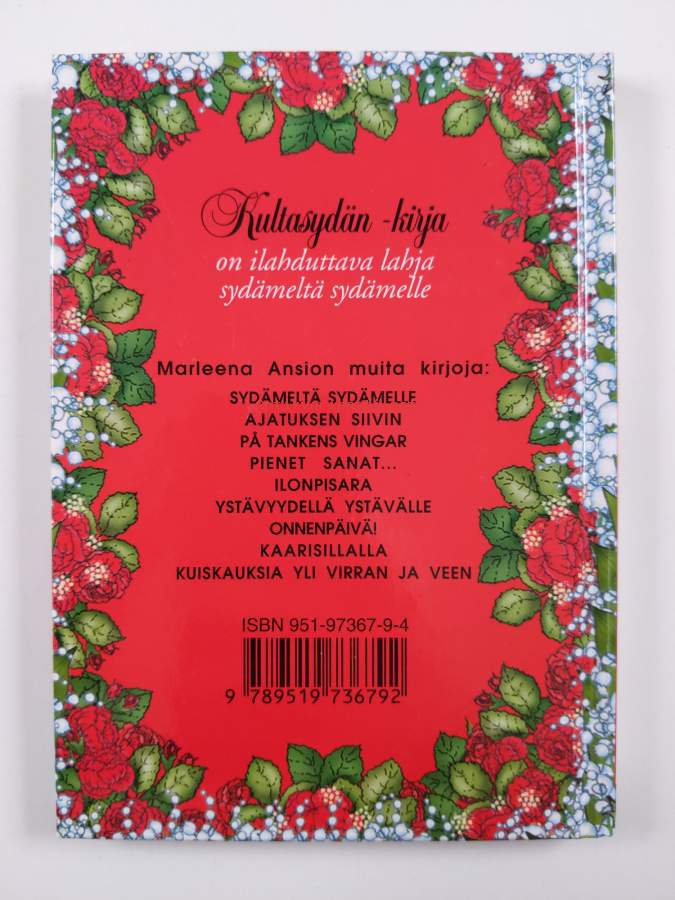 Kultasydän -kirja
on ilahduttava lahja
sydämeltä sydämelle
Marleena Ansion muita kirjoja:
SYDÄMELTÄ SYDÄMELLE
AJATUKSEN SIIVIN
PÅ TANKENS VINGAR
PIENET SANAT...
ILONPISARA
YSTÄVYYDELLÄ YSTÄVÄLLE
ONNENPÄIVÄ!
KAARISILLALLA
KUISKAUKSIA YLI VIRRAN JA VEEN
ISBN 951-97367-9-4
9 789519 736792